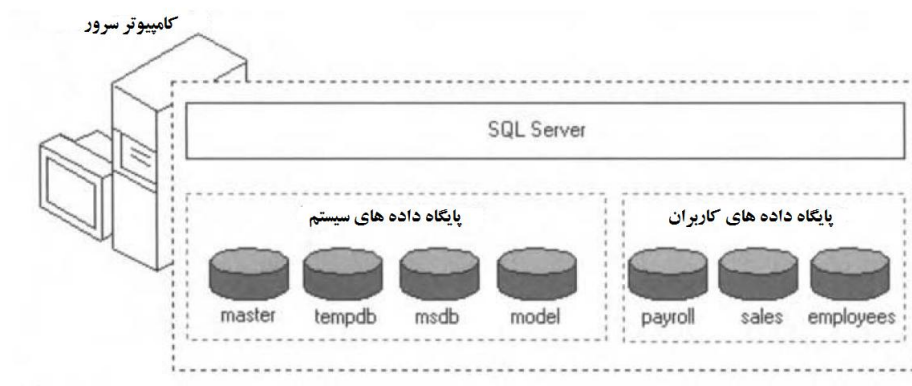 کامپیوتر سرور
SQL Server
پایگاه داده های سیستم
پایگاه داده های کاربران
master tempdb msdb model payroll sales employees